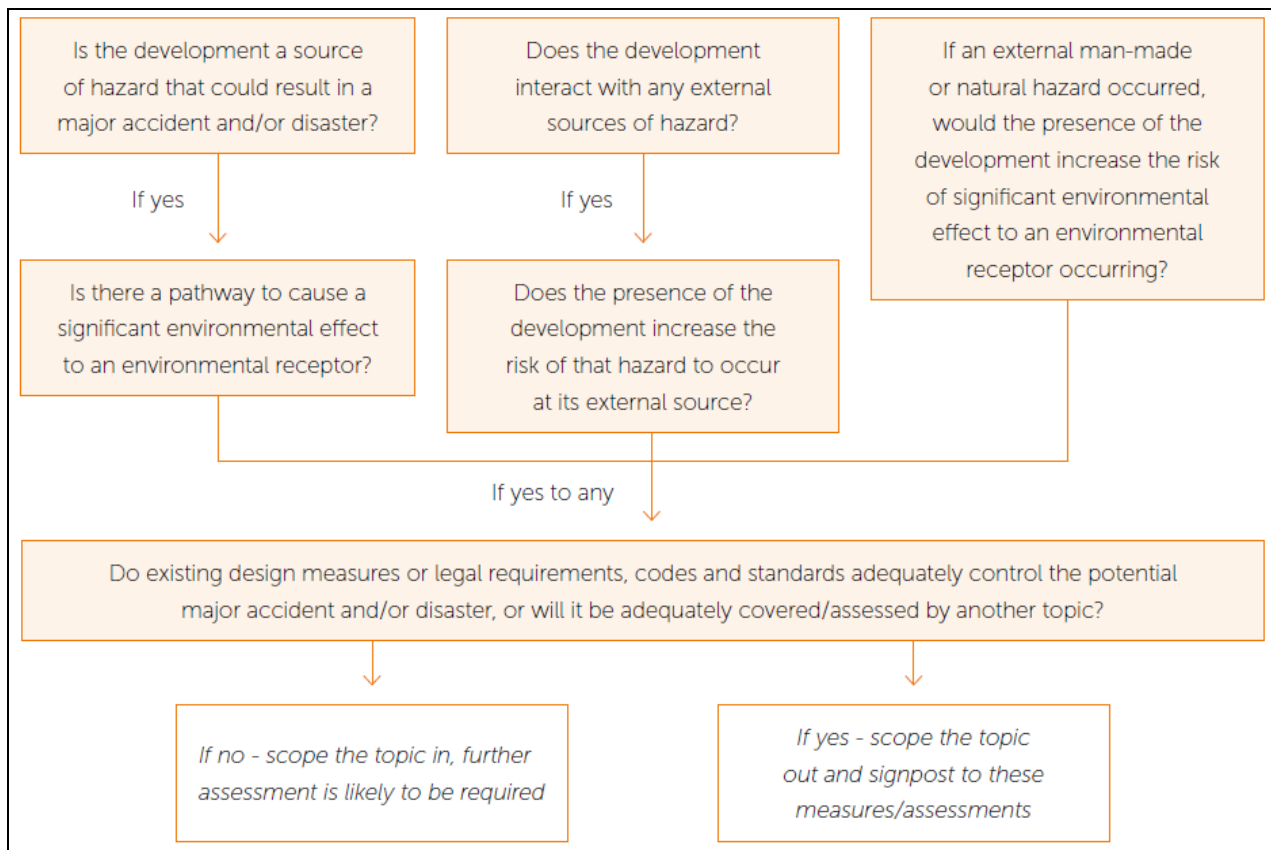 Is the development a source
of hazard that could result in a
major accident and/or disaster?
Does the development
interact with any external
sources of hazard?
If an external man-made
or natural hazard occurred,
would the presence of the
development increase the risk
of significant environmental
effect to an environmental
receptor occurring?
If yes
If yes
Is there a pathway to cause a
significant environmental effect
to an environmental receptor?
Does the presence of the
development increase the
risk of that hazard to occur
at its external source?
If yes to any
Do existing design measures or legal requirements, codes and standards adequately control the potential
major accident and/or disaster, or will it be adequately covered/assessed by another topic?
If no - scope the topic in, further
assessment is likely to be required
If yes - scope the topic
out and signpost to these
measures/assessments